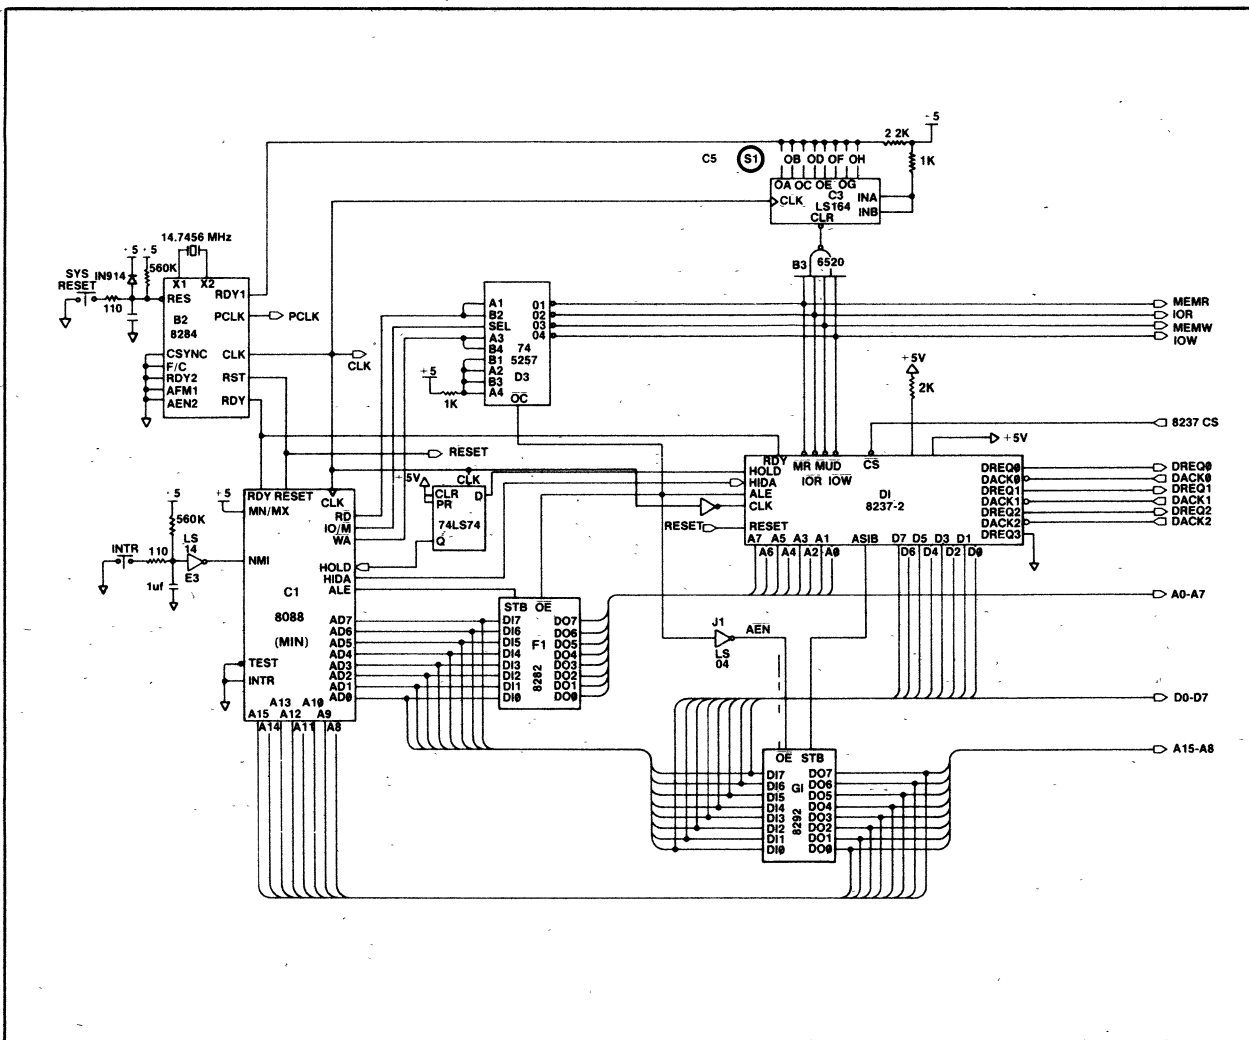 - 5
2 2K
1K
C5
S1
OB OD OF OH
OA OC OE OG
C3
CLK
LS164
CLR
INA
INB
14.7456 MHz
+ 5
+ 5
560K
SYS
RESET
IN914
110
X1
X2
RES
B2
8284
RDY1
PCLK
CLK
RST
RDY
CSYNC
F/C
RDY2
AFM1
AEN2
PCLK
CLK
RESET
B3
6520
A1
B2
SEL
A3
B4
B1
A2
B3
A4
74
5257
D3
OC
01
02
03
04
+ 5
1K
MEMR
IOR
MEMW
IOW
+5V
2K
8237 CS
+5V
- 5
560K
+ 5
INTR
110
LS
14
E3
1uf
RDY RESET
CLK
MN/MX
NMI
C1
8088
(MIN)
TEST
INTR
RD
IO/M
WA
HOLD
HIDA
ALE
AD7
AD6
AD5
AD4
AD3
AD2
AD1
AD0
A13 A10
A15 A12 A9
A14 A11 A8
5V
CLK
CLR
PR
D
74LS74
Q
RDY
HOLD
HIDA
ALE
CLK
RESET
RESET
MR MUD
IOR IOW
CS
DI
8237-2
DREQ0
DACK0
DREQ1
DACK1
DREQ2
DACK2
DREQ3
DREQ0
DACK0
DREQ1
DACK1
DREQ2
DACK2
A7 A5 A3 A1 ASIB D7 D5 D3 D1
A6 A4 A2 A0 D6 D4 D2 D0
STB OE
DI7
DI6
DI5
DI4
DI3
DI2
DI1
DI0
F1
8282
DO7
DO6
DO5
DO4
DO3
DO2
DO1
DO0
J1
AEN
LS
04
A0-A7
D0-D7
A15-A8
OE STB
DI7
DI6
DI5
DI4
DI3
DI2
DI1
DI0
GI
8292
DO7
DO6
DO5
DO4
DO3
DO2
DO1
DO0